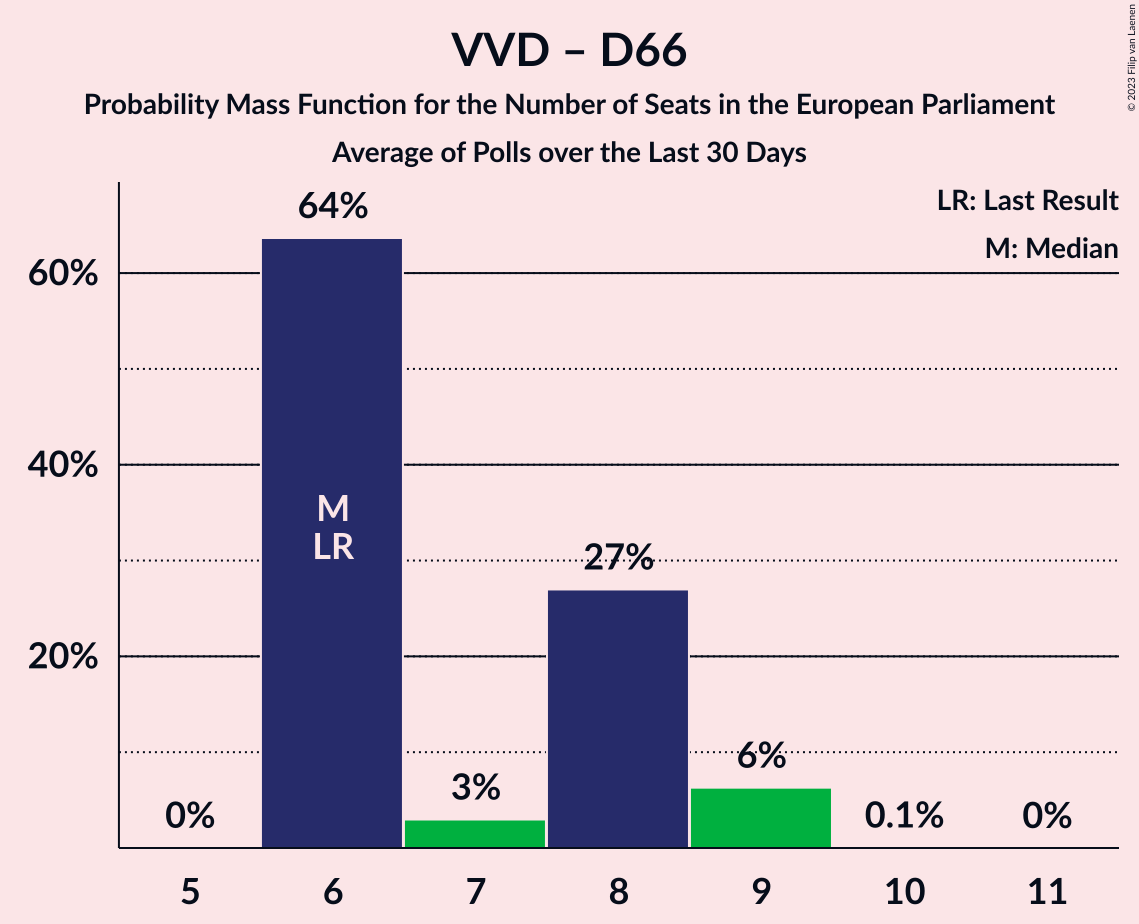 VVD – D66
Probability Mass Function for the Number of Seats in the European Parliament
Average of Polls over the Last 30 Days
© 2023 Filip van Laenen
LR: Last Result
M: Median
64%
60%
40%
20%
M
LR
27%
6%
3%
0%
0.1%
0%
5 6 7 8 9 10 11